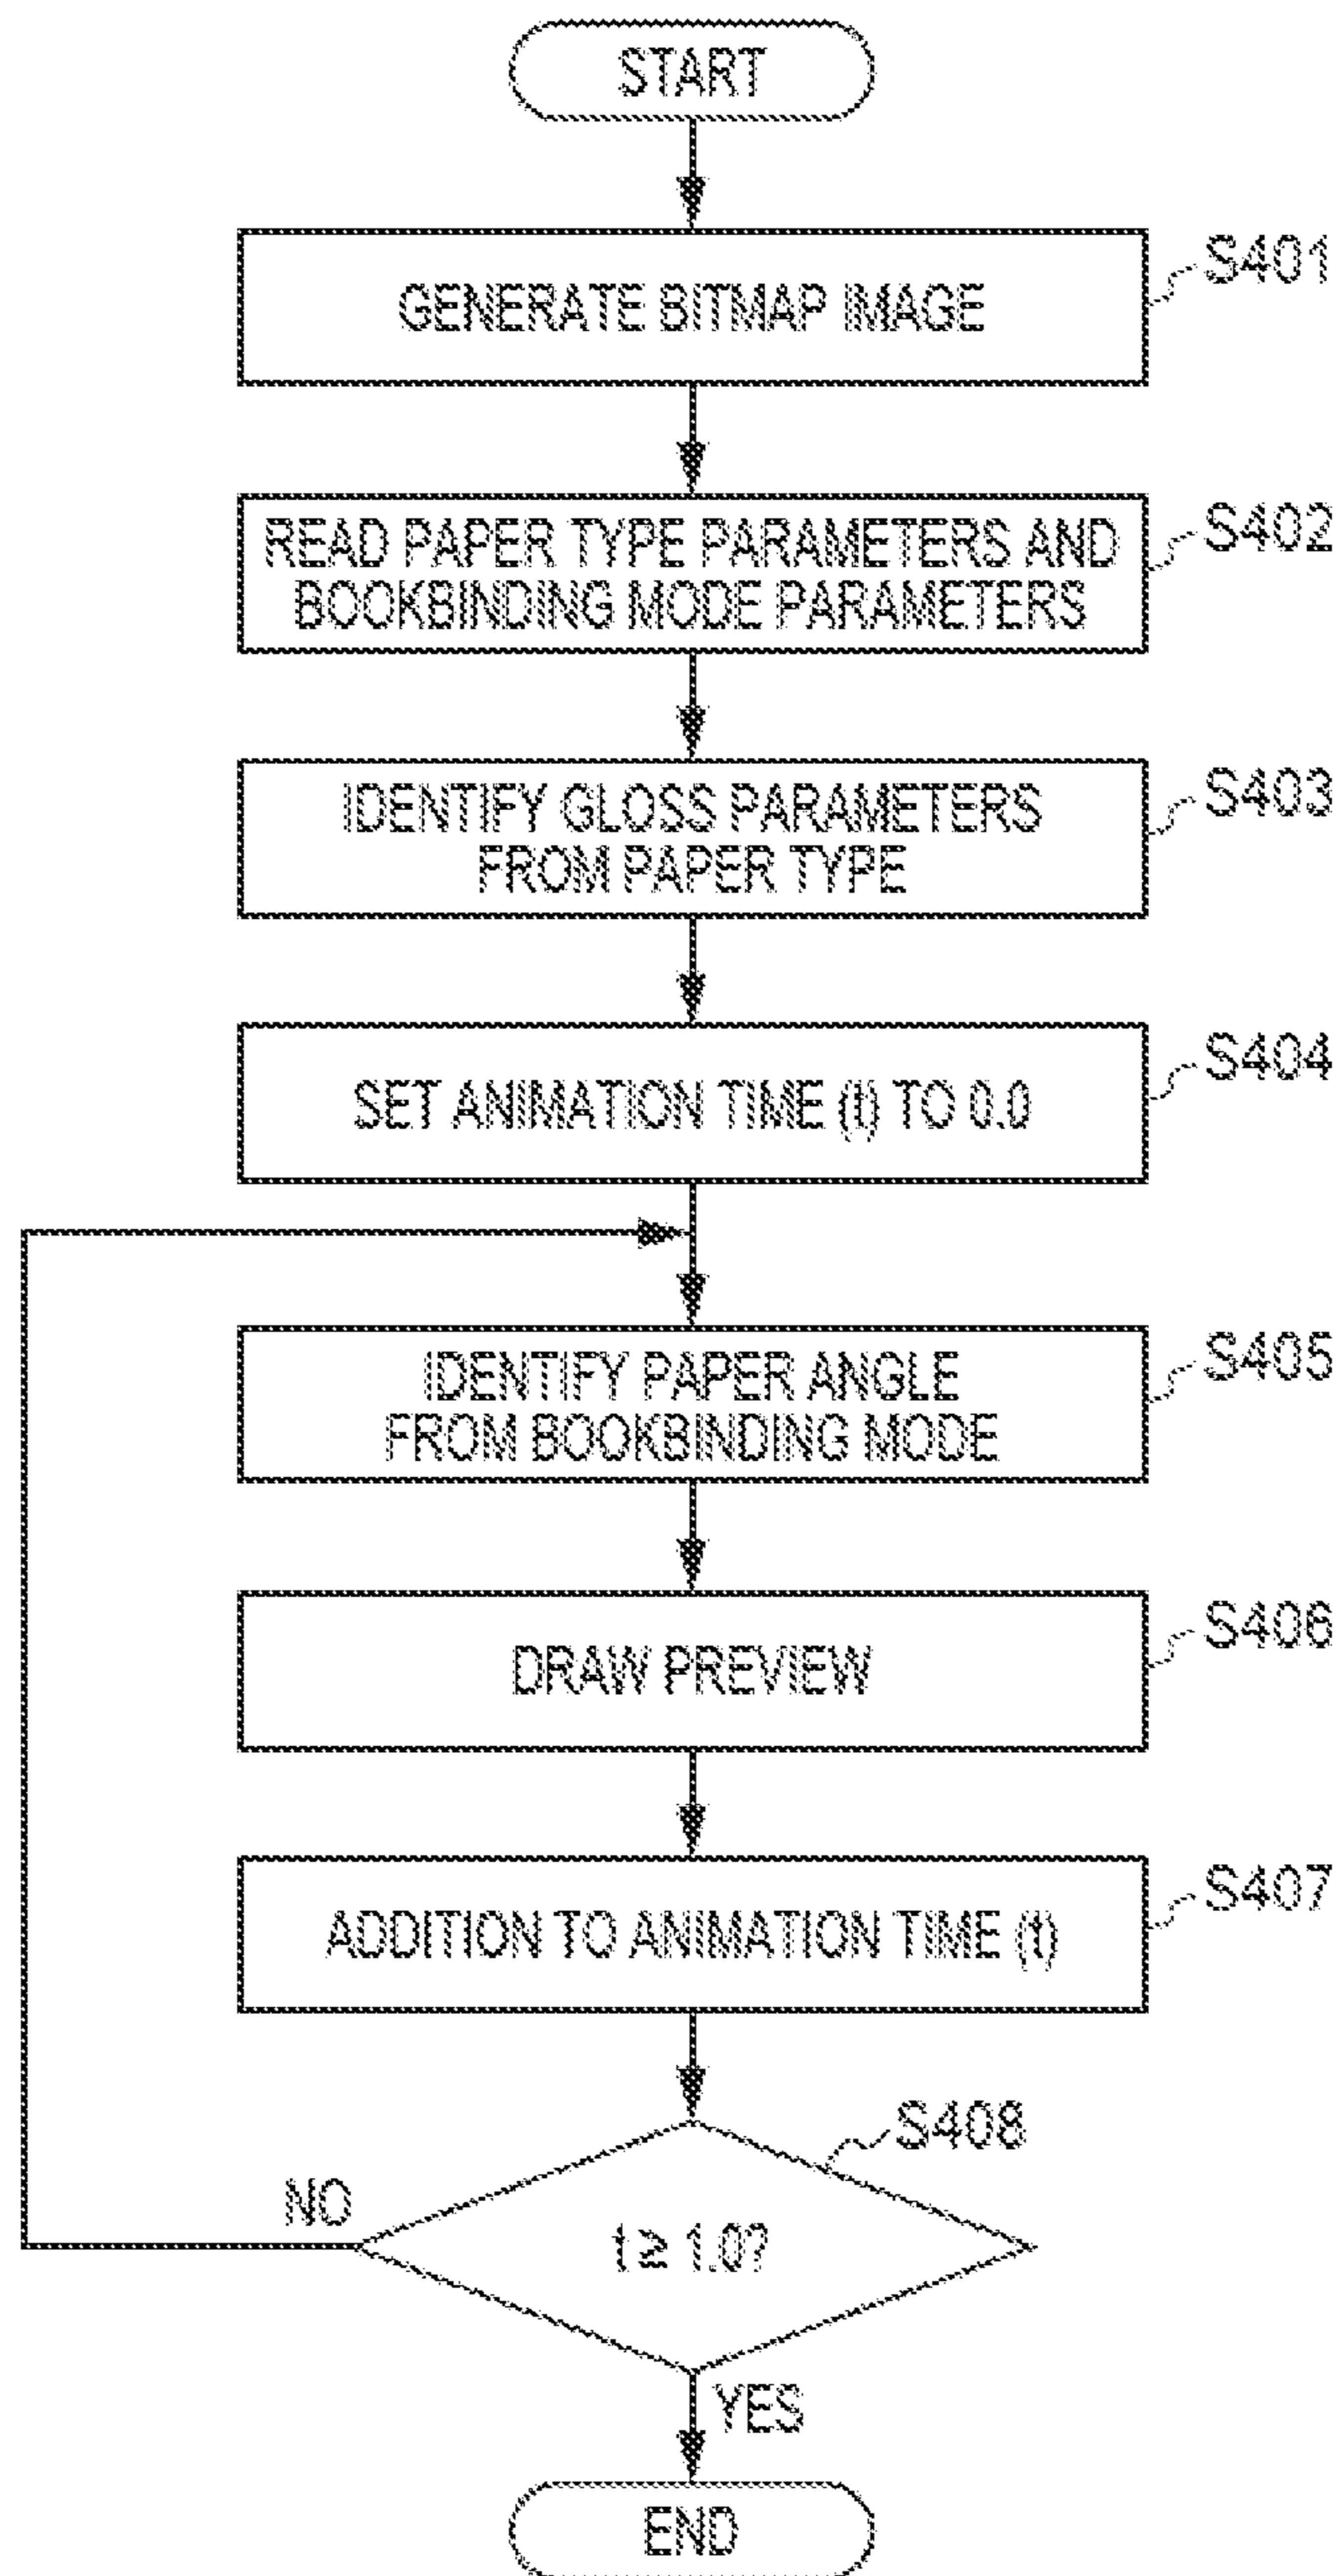 START
GENERATE BITMAP IMAGE
S401
READ PAPER TYPE PARAMETERS AND
BOOKBINDING MODE PARAMETERS
S402
IDENTIFY GLOSS PARAMETERS
FROM PAPER TYPE
S403
SET ANIMATION TIME (t) TO 0.0
S404
IDENTIFY PAPER ANGLE
FROM BOOKBINDING MODE
S405
DRAW PREVIEW
S406
ADDITION TO ANIMATION TIME (t)
S407
S408
NO
t ≥ 1.0?
YES
END